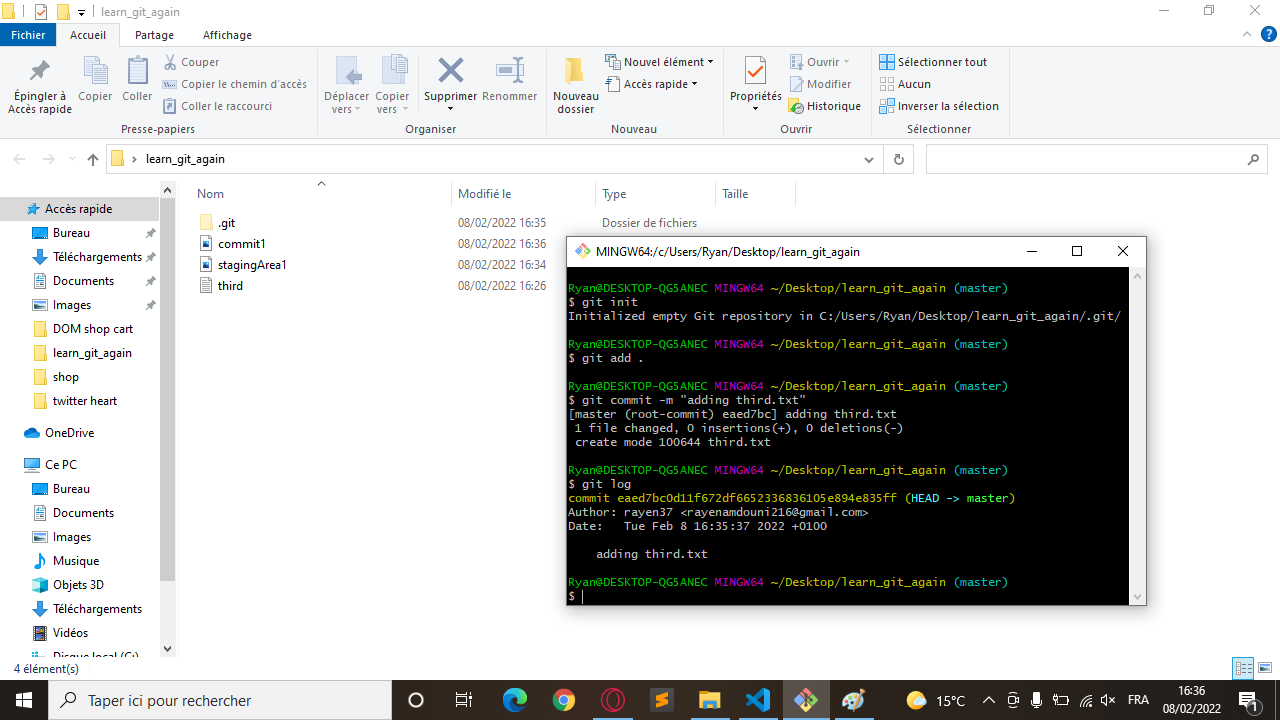 learn_git_again
Fichier Accueil Partage Affichage
Épingler à Accès rapide
Copier
Coller
Couper
Copier le chemin d'accès
Coller le raccourci
Presse-papiers
Déplacer vers
Copier vers
Supprimer
Renommer
Organiser
Nouveau dossier
Nouvel élément
Accès rapide
Nouveau
Propriétés
Ouvrir
Modifier
Historique
Ouvrir
Sélectionner tout
Aucun
Inverser la sélection
Sélectionner
learn_git_again
Accès rapide
Bureau
Téléchargements
Documents
Images
DOM shop cart
learn_git_again
shop
twitter heart
OneDrive
Ce PC
Bureau
Documents
Images
Musique
Objets 3D
Téléchargements
Vidéos
Disque local (C:)
Nom Modifié le Type Taille
.git 08/02/2022 16:35 Dossier de fichiers
commit1 08/02/2022 16:36
stagingArea1 08/02/2022 16:34
third 08/02/2022 16:26
MINGW64:/c/Users/Ryan/Desktop/learn_git_again
Ryan@DESKTOP-QG5ANEC MINGW64 ~/Desktop/learn_git_again (master)
$ git init
Initialized empty Git repository in C:/Users/Ryan/Desktop/learn_git_again/.git/
Ryan@DESKTOP-QG5ANEC MINGW64 ~/Desktop/learn_git_again (master)
$ git add .
Ryan@DESKTOP-QG5ANEC MINGW64 ~/Desktop/learn_git_again (master)
$ git commit -m "adding third.txt"
[master (root-commit) eaed7bc] adding third.txt
1 file changed, 0 insertions(+), 0 deletions(-)
create mode 100644 third.txt
Ryan@DESKTOP-QG5ANEC MINGW64 ~/Desktop/learn_git_again (master)
$ git log
commit eaed7bc0d11f672df6652336836105e894e835ff (HEAD -> master)
Author: rayen37 <rayenamdouni216@gmail.com>
Date: Tue Feb 8 16:35:37 2022 +0100
adding third.txt
Ryan@DESKTOP-QG5ANEC MINGW64 ~/Desktop/learn_git_again (master)
$
4 élément(s)
Taper ici pour rechercher
15°C
FRA
16:36
08/02/2022
1